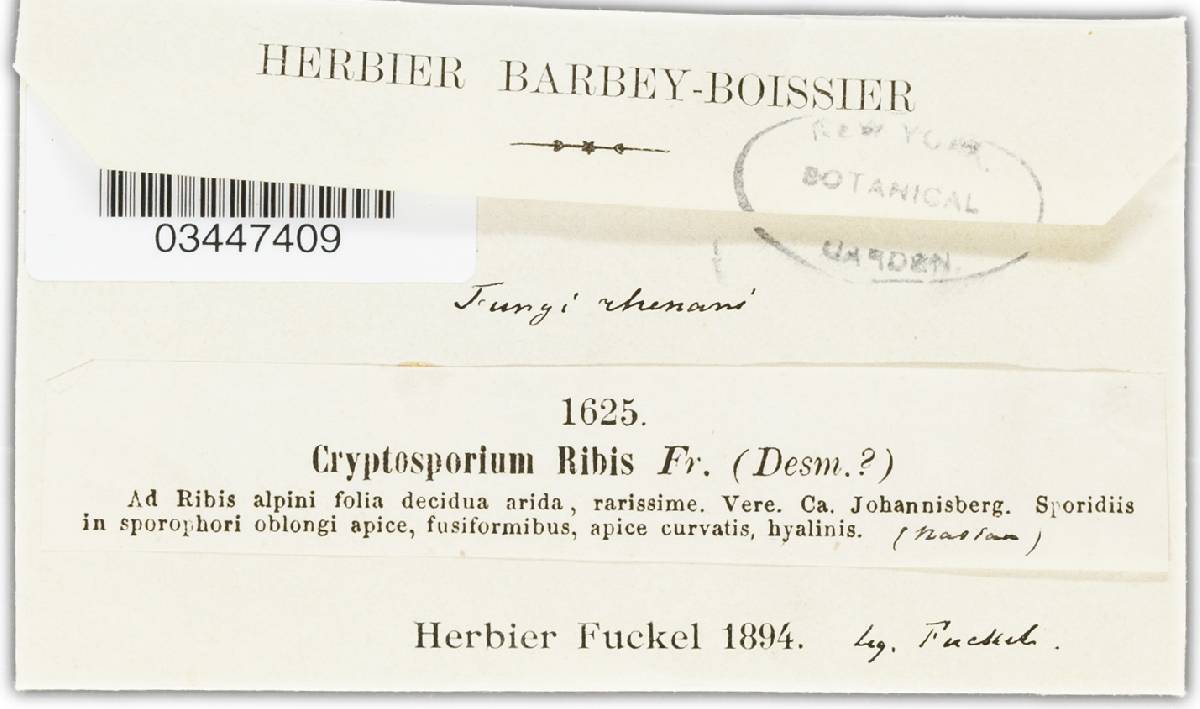 HERBIER BARBEY-BOISSIER
NEW YORK
BOTANICAL
GARDEN.
03447409
Fungi rhenani
1625.
Cryptosporium Ribis Fr. (Desm.?)
Ad Ribis alpini folia decidua arida, rarissime. Vere. Ca. Johannisberg. Sporidiis
in sporophori oblongi apice, fusiformibus, apice curvatis, hyalinis. (Nassau)
Herbier Fuckel 1894. leg. Fuckel.